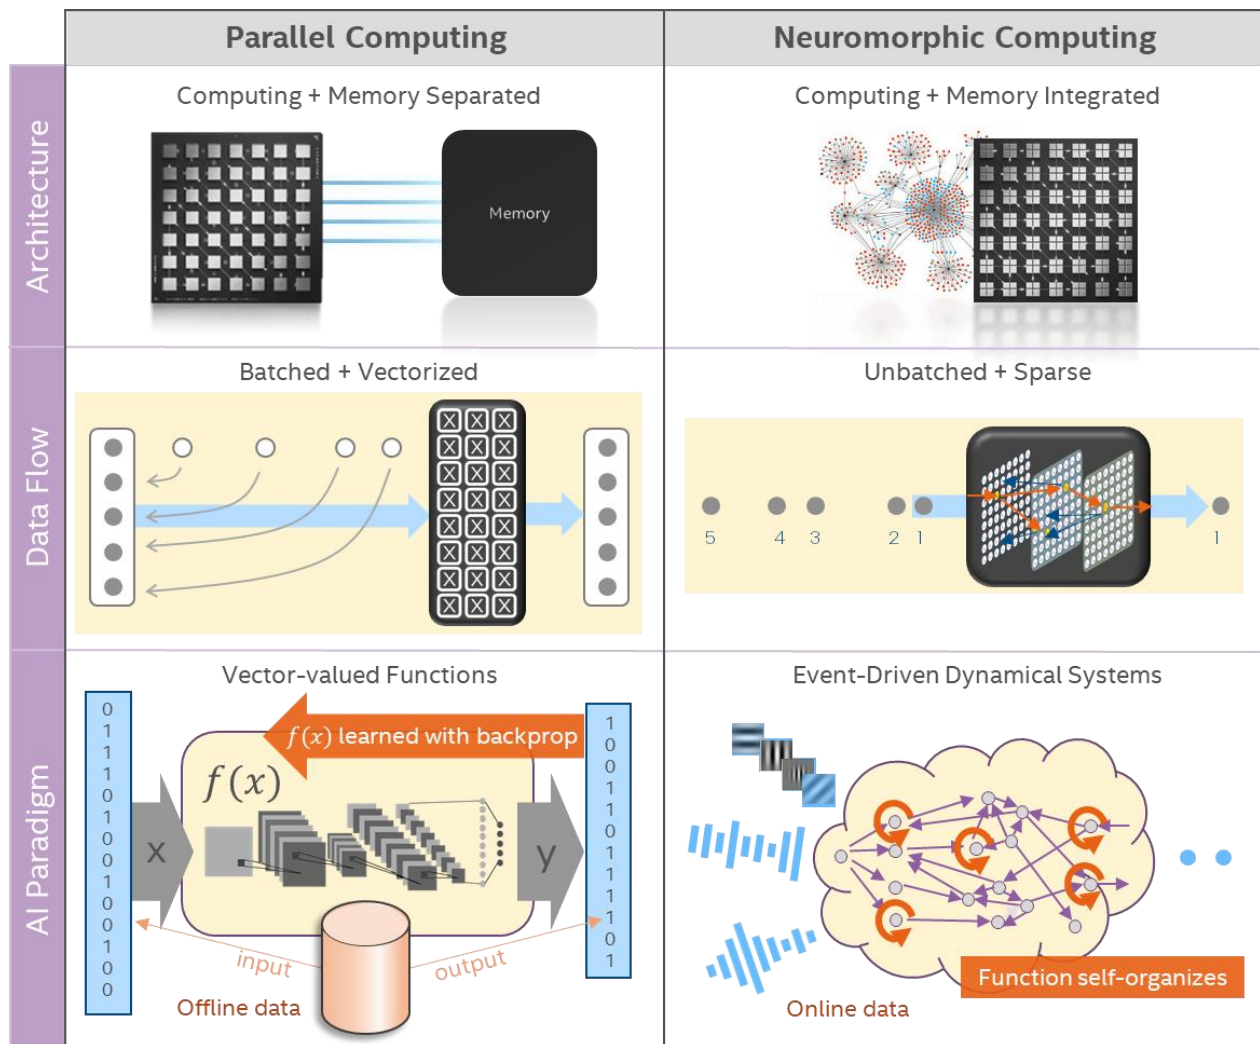 Parallel Computing
Neuromorphic Computing
Architecture
Computing + Memory Separated
Memory
Computing + Memory Integrated
Data Flow
Batched + Vectorized
X X X
X X X
X X X
X X X
X X X
X X X
X X X
X X X
Unbatched + Sparse
5 4 3 2 1 1
AI Paradigm
Vector-valued Functions
0
1
1
1
0
1
0
0
0
1
0
0
1
0
0
x
f(x)
f(x) learned with backprop
y
1
0
0
1
1
0
1
0
1
1
1
1
0
1
input
output
Offline data
Event-Driven Dynamical Systems
Function self-organizes
Online data